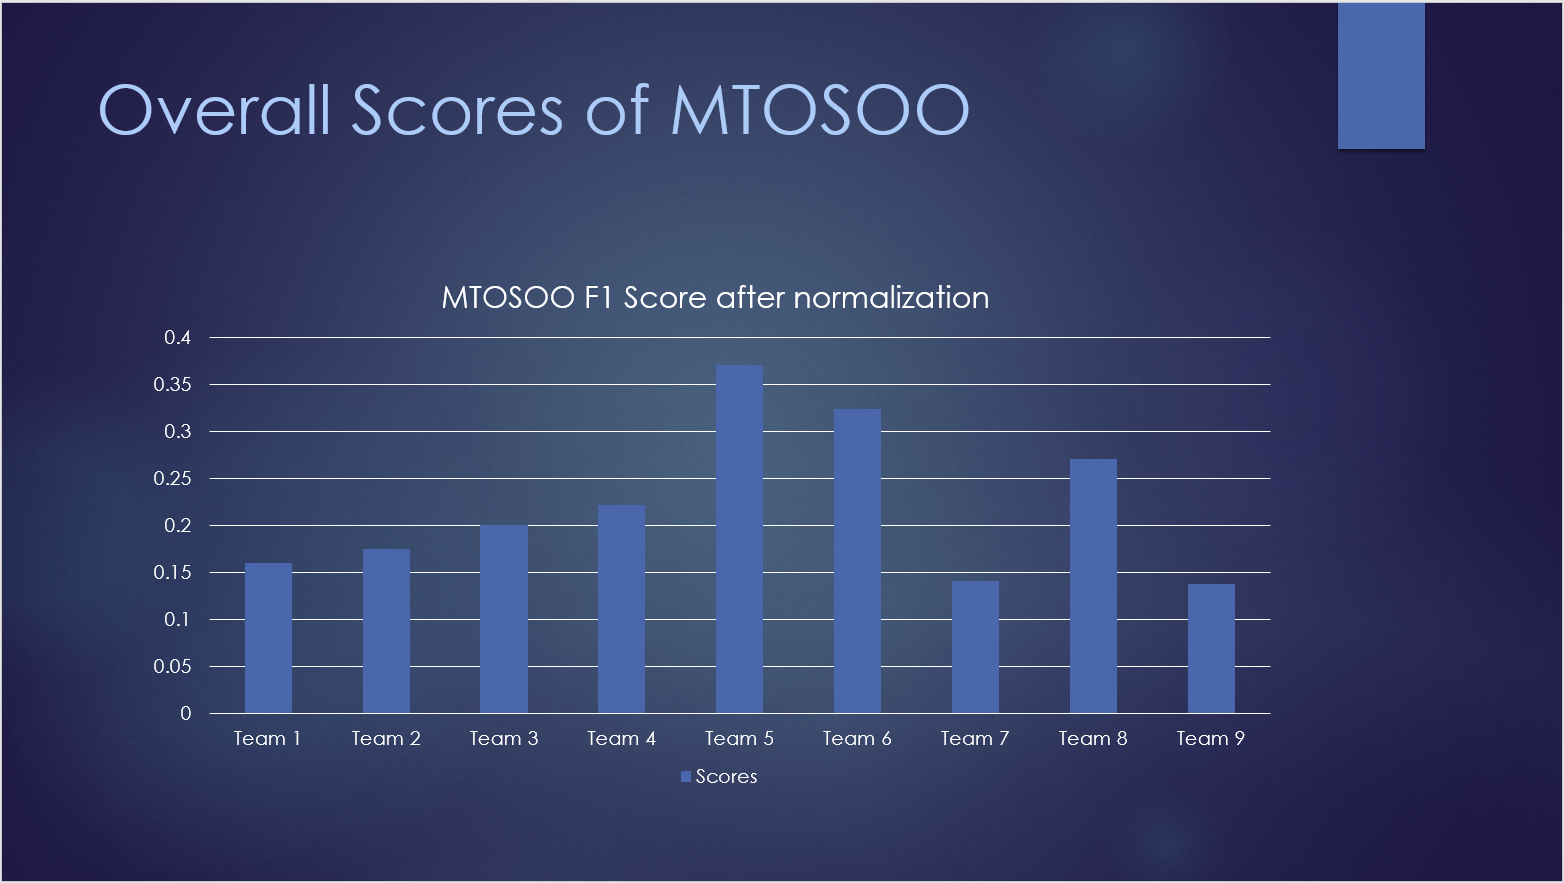 Overall Scores of MTOSOO
MTOSOO F1 Score after normalization
0.4
0.35
0.3
0.25
0.2
0.15
0.1
0.05
0
Team 1 Team 2 Team 3 Team 4 Team 5 Team 6 Team 7 Team 8 Team 9
Scores